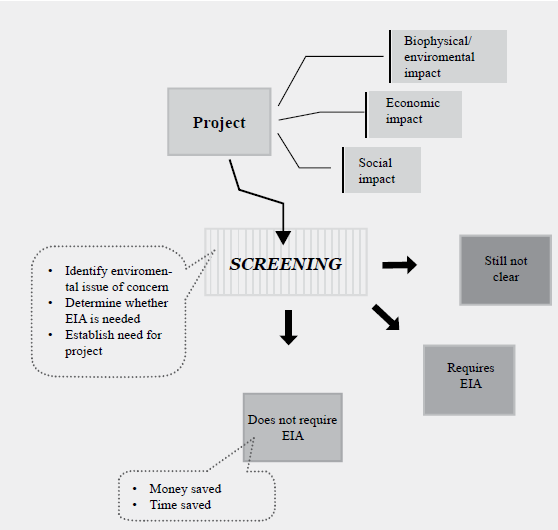 Biophysical/
enviromental
impact
Economic
impact
Project
Social
impact
SCREENING
• Identify enviromen-
tal issue of concern
• Determine whether
EIA is needed
• Establish need for
project
Still not
clear
Requires
EIA
Does not require
EIA
• Money saved
• Time saved